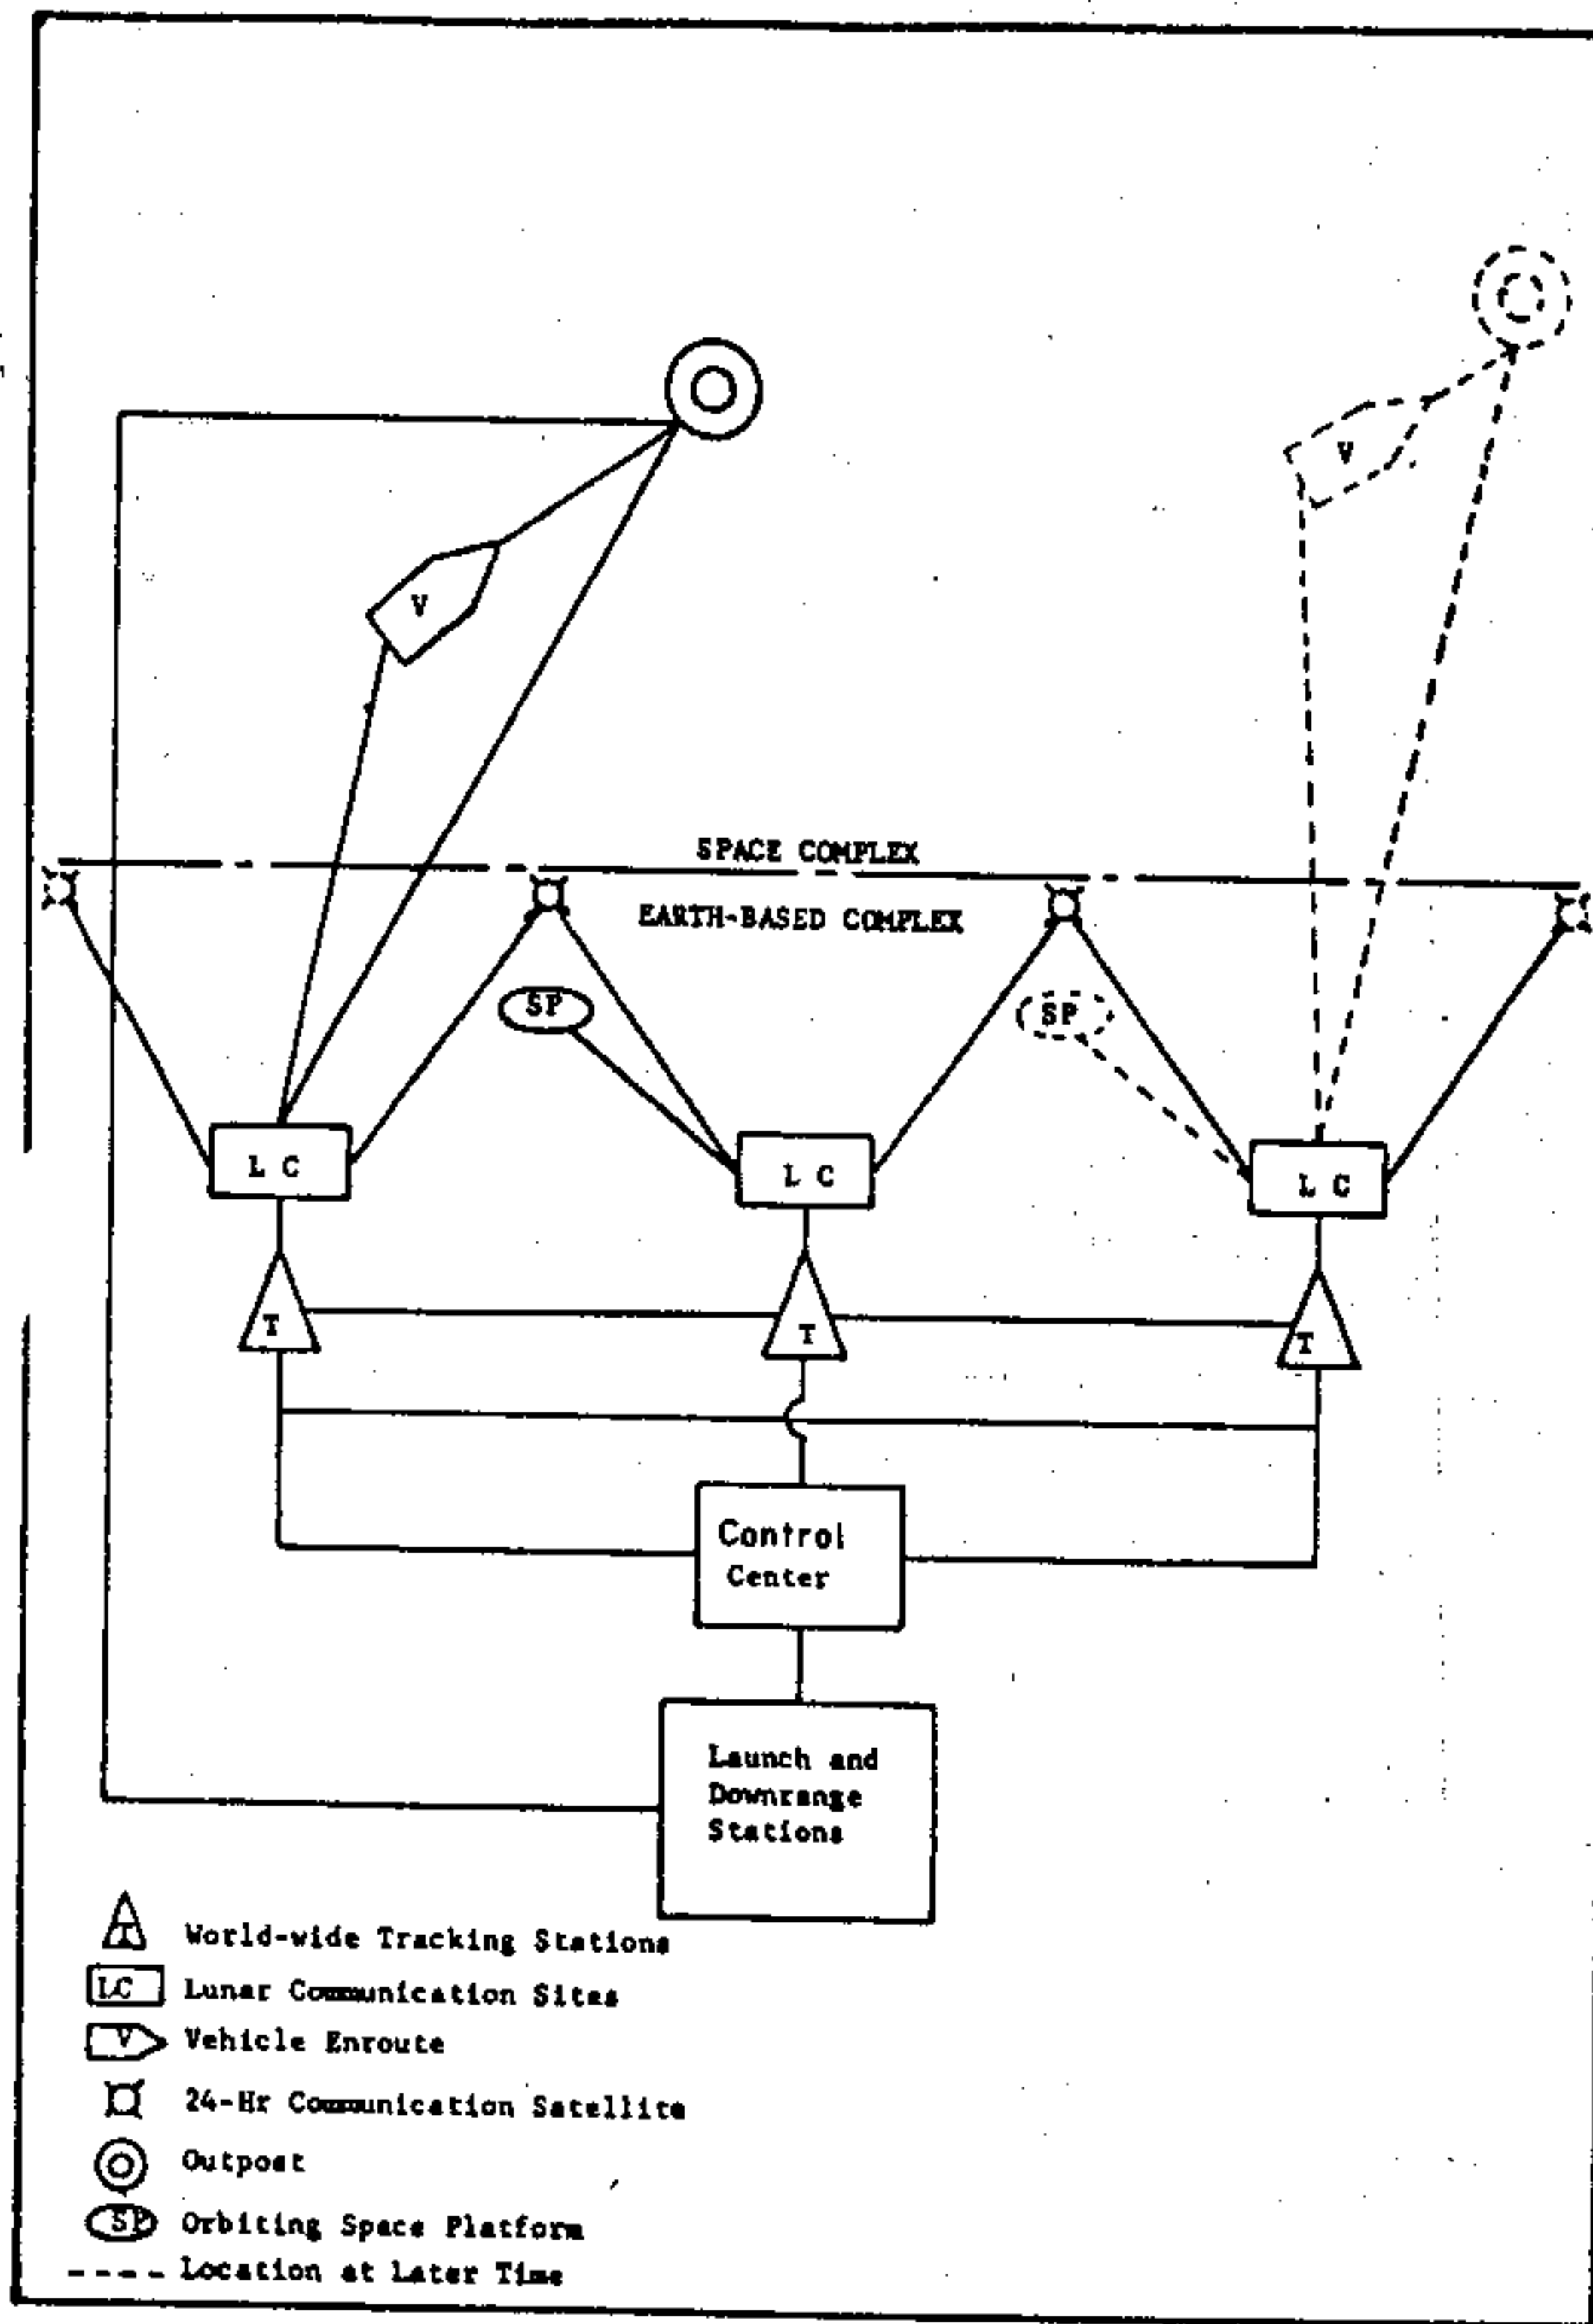 V
V
SPACE COMPLEX
EARTH-BASED COMPLEX
SP
SP
L C
L C
L C
T
T
T
Control
Center
Launch and
Downrange
Stations
T World-wide Tracking Stations
LC Lunar Communication Sites
V Vehicle Enroute
24-Hr Communication Satellite
Outpost
SP Orbiting Space Platform
Location at Later Time